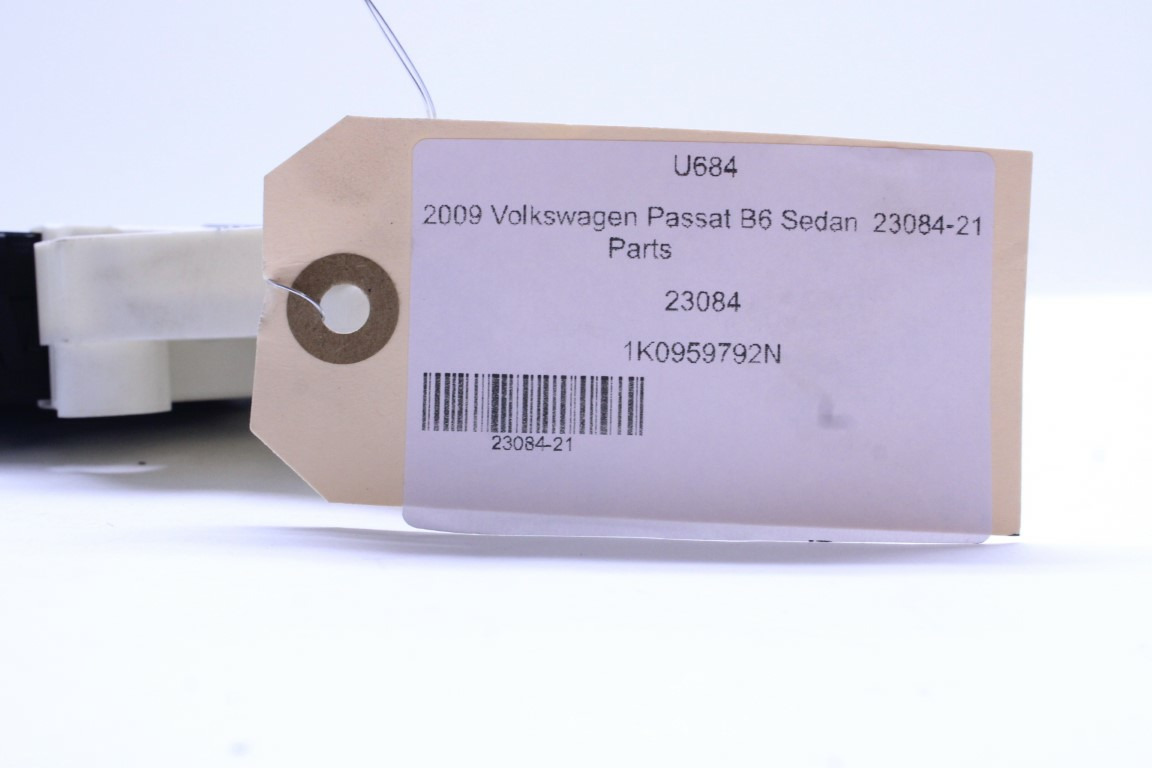 U684
2009 Volkswagen Passat B6 Sedan 23084-21
Parts
23084
1K0959792N
23084-21